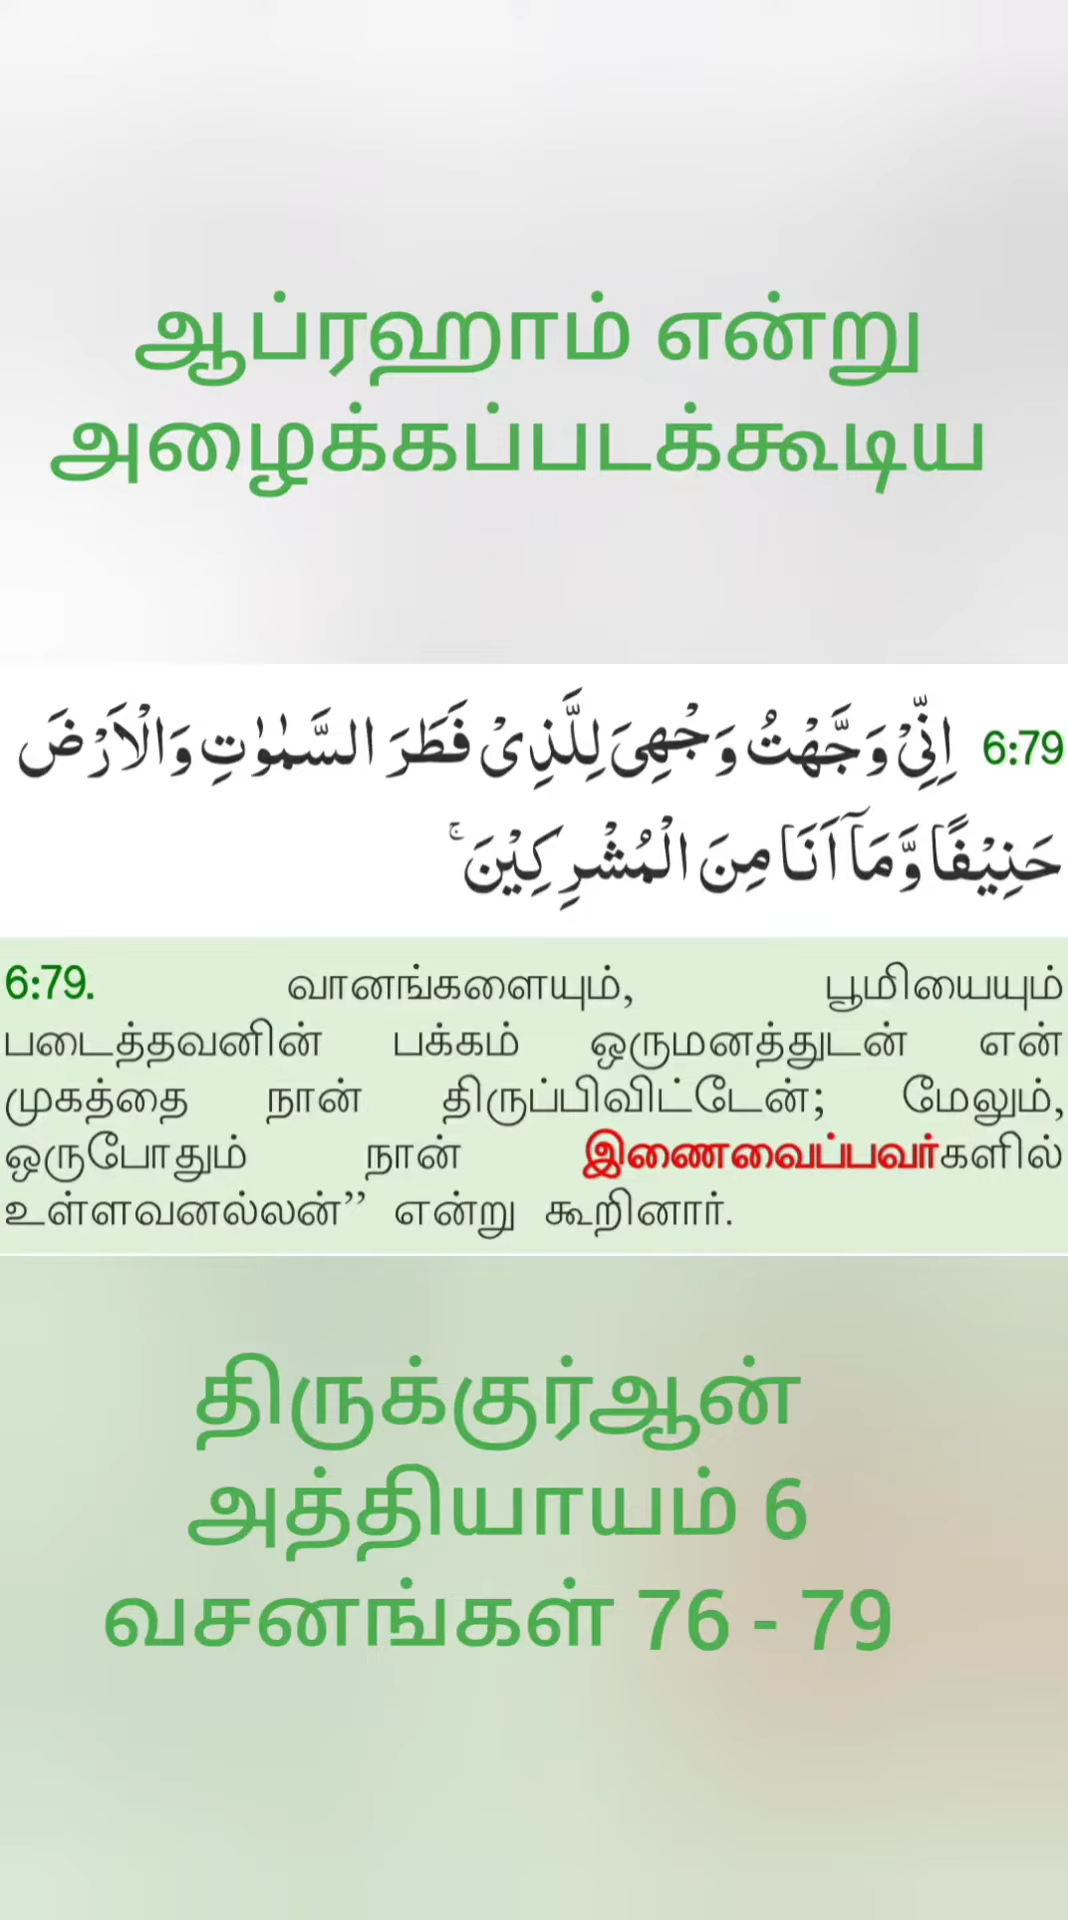 ஆப்ரஹாம் என்று
அழைக்கப்படக்கூடிய
6:79 اِنِّىْ وَجَّهْتُ وَجْهِىَ لِلَّذِىْ فَطَرَ السَّمٰوٰتِ وَالْاَرْضَ
حَنِيْفًا وَّمَاۤ اَنَا مِنَ الْمُشْرِكِيْنَ‌ۚ
6:79. வானங்களையும், பூமியையும்
படைத்தவனின் பக்கம் ஒருமனத்துடன் என்
முகத்தை நான் திருப்பிவிட்டேன்; மேலும்,
ஒருபோதும் நான் இணைவைப்பவர்களில்
உள்ளவனல்லன்’’ என்று கூறினார்.
திருக்குர்ஆன்
அத்தியாயம் 6
வசனங்கள் 76 - 79